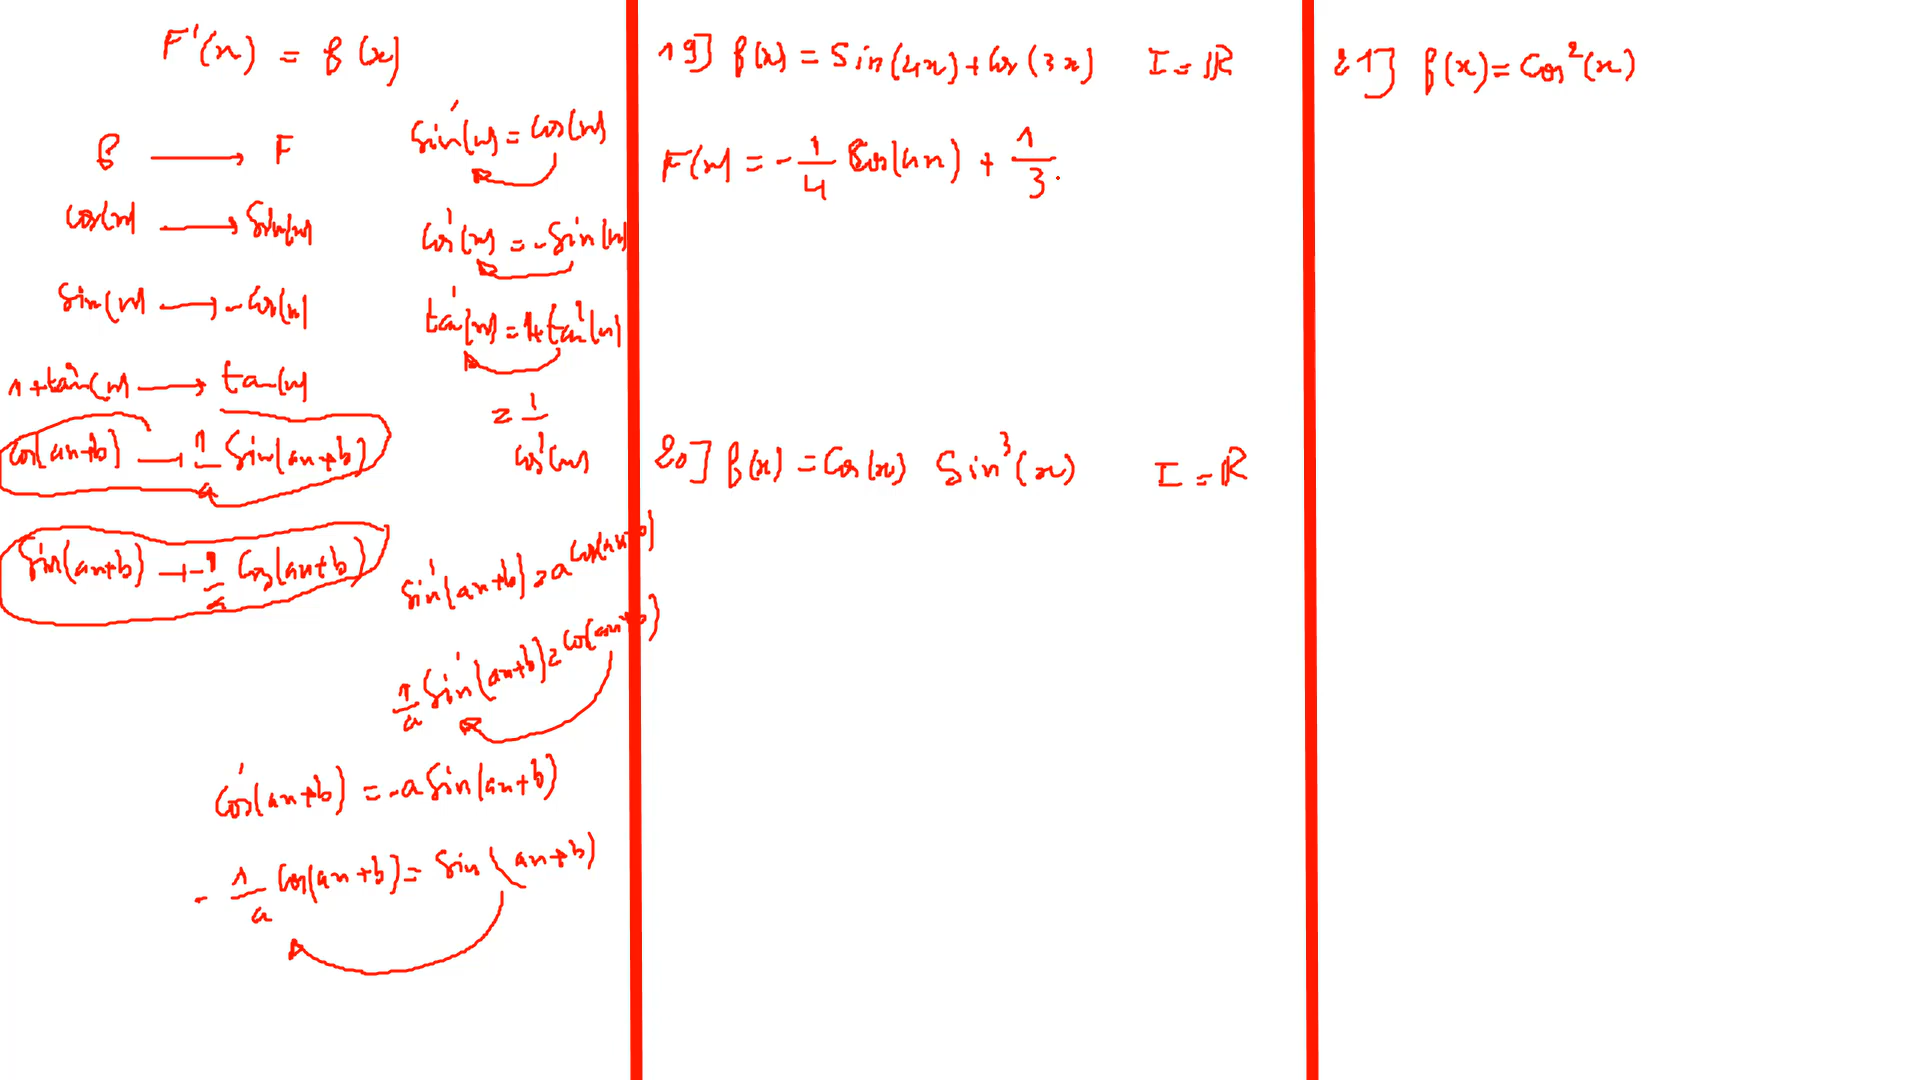 F'(x) = f(x)
f → F
cos(x) → sin(x)
sin(x) → -cos(x)
1+tan²(x) → tan(x)
cos(ax+b) → 1/a sin(ax+b)
sin(ax+b) → -1/a cos(ax+b)
sin'(x) = cos(x)
cos'(x) = -sin(x)
tan'(x) = 1+tan²(x)
= 1/cos²(x)
sin'(ax+b) = a cos(ax+b)
1/a sin'(ax+b) = cos(ax+b)
cos'(ax+b) = -a sin(ax+b)
-1/a cos(ax+b) = sin(ax+b)
19] f(x) = Sin(4x) + Cos(3x) I = ℝ
F(x) = -1/4 Cos(4x) + 1/3
20] f(x) = Cos(x) Sin³(x) I = ℝ
21] f(x) = Cos²(x)